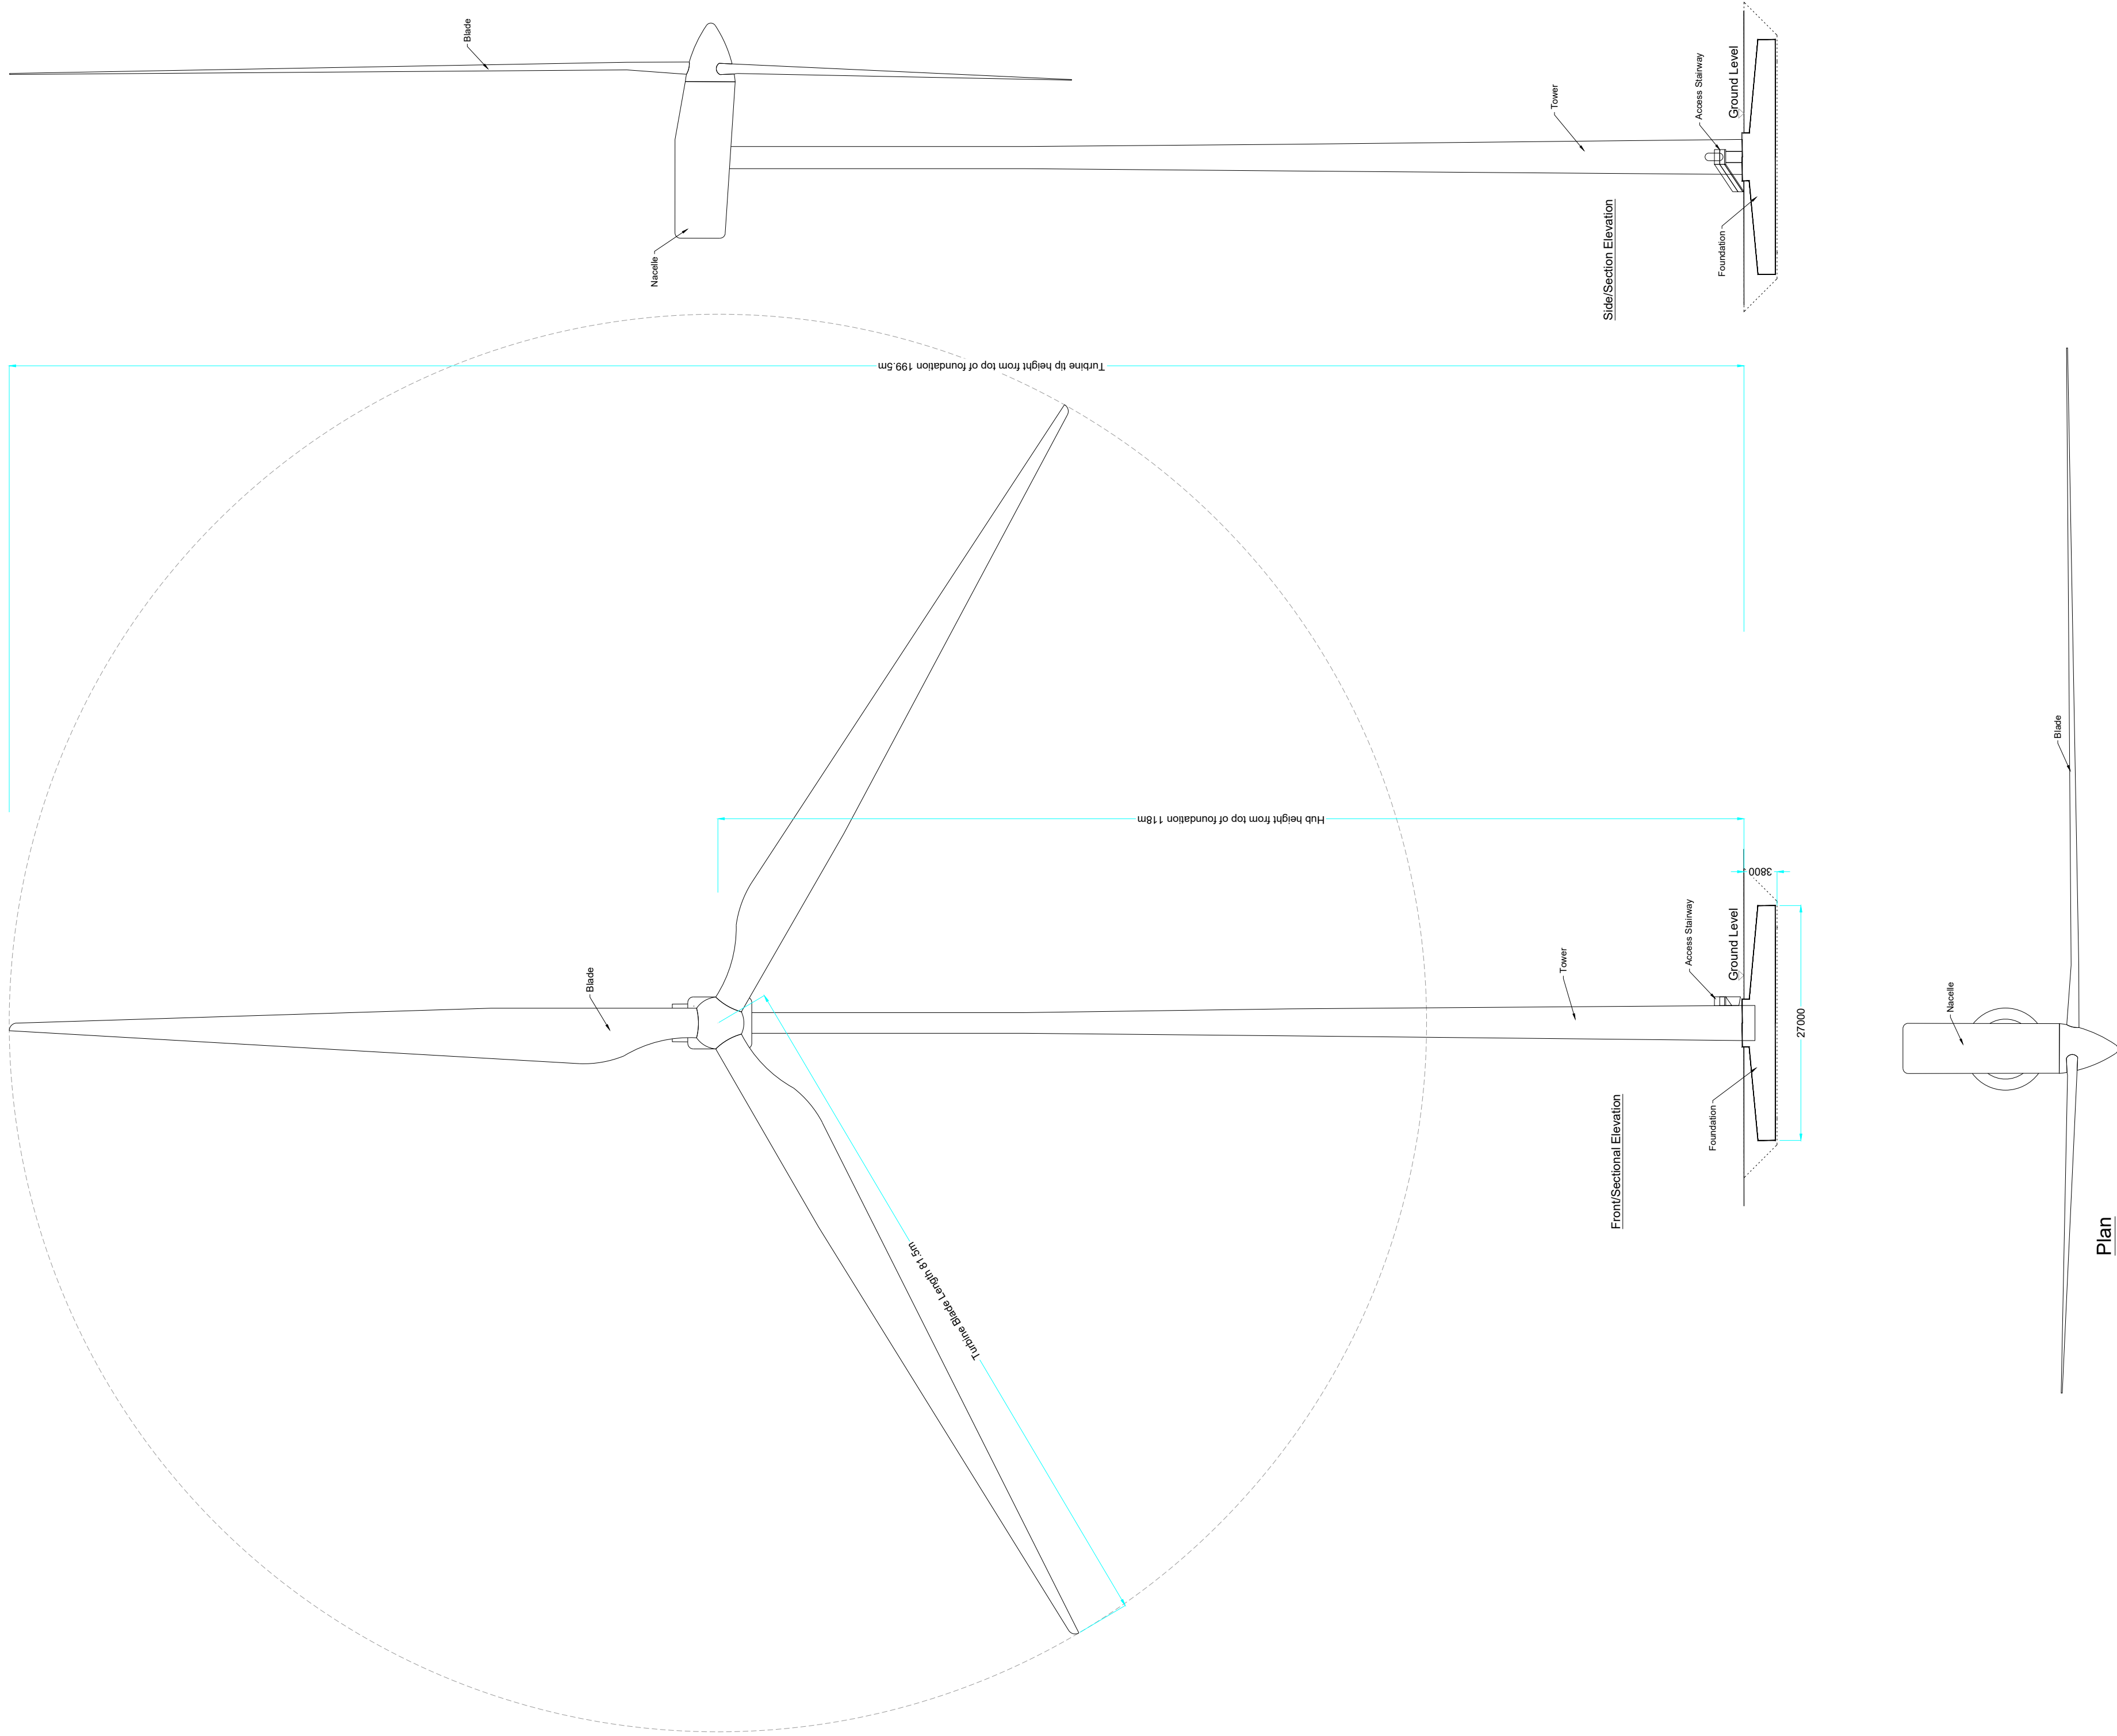 Blade
Nacelle
Tower
Access Stairway
Ground Level
Foundation
Side/Section Elevation
Turbine tip height from top of foundation 199.5m
Blade
Hub height from top of foundation 118m
Turbine Blade Length 81.5m
Tower
Access Stairway
Ground Level
3800
27000
Foundation
Front/Sectional Elevation
Blade
Nacelle
Plan